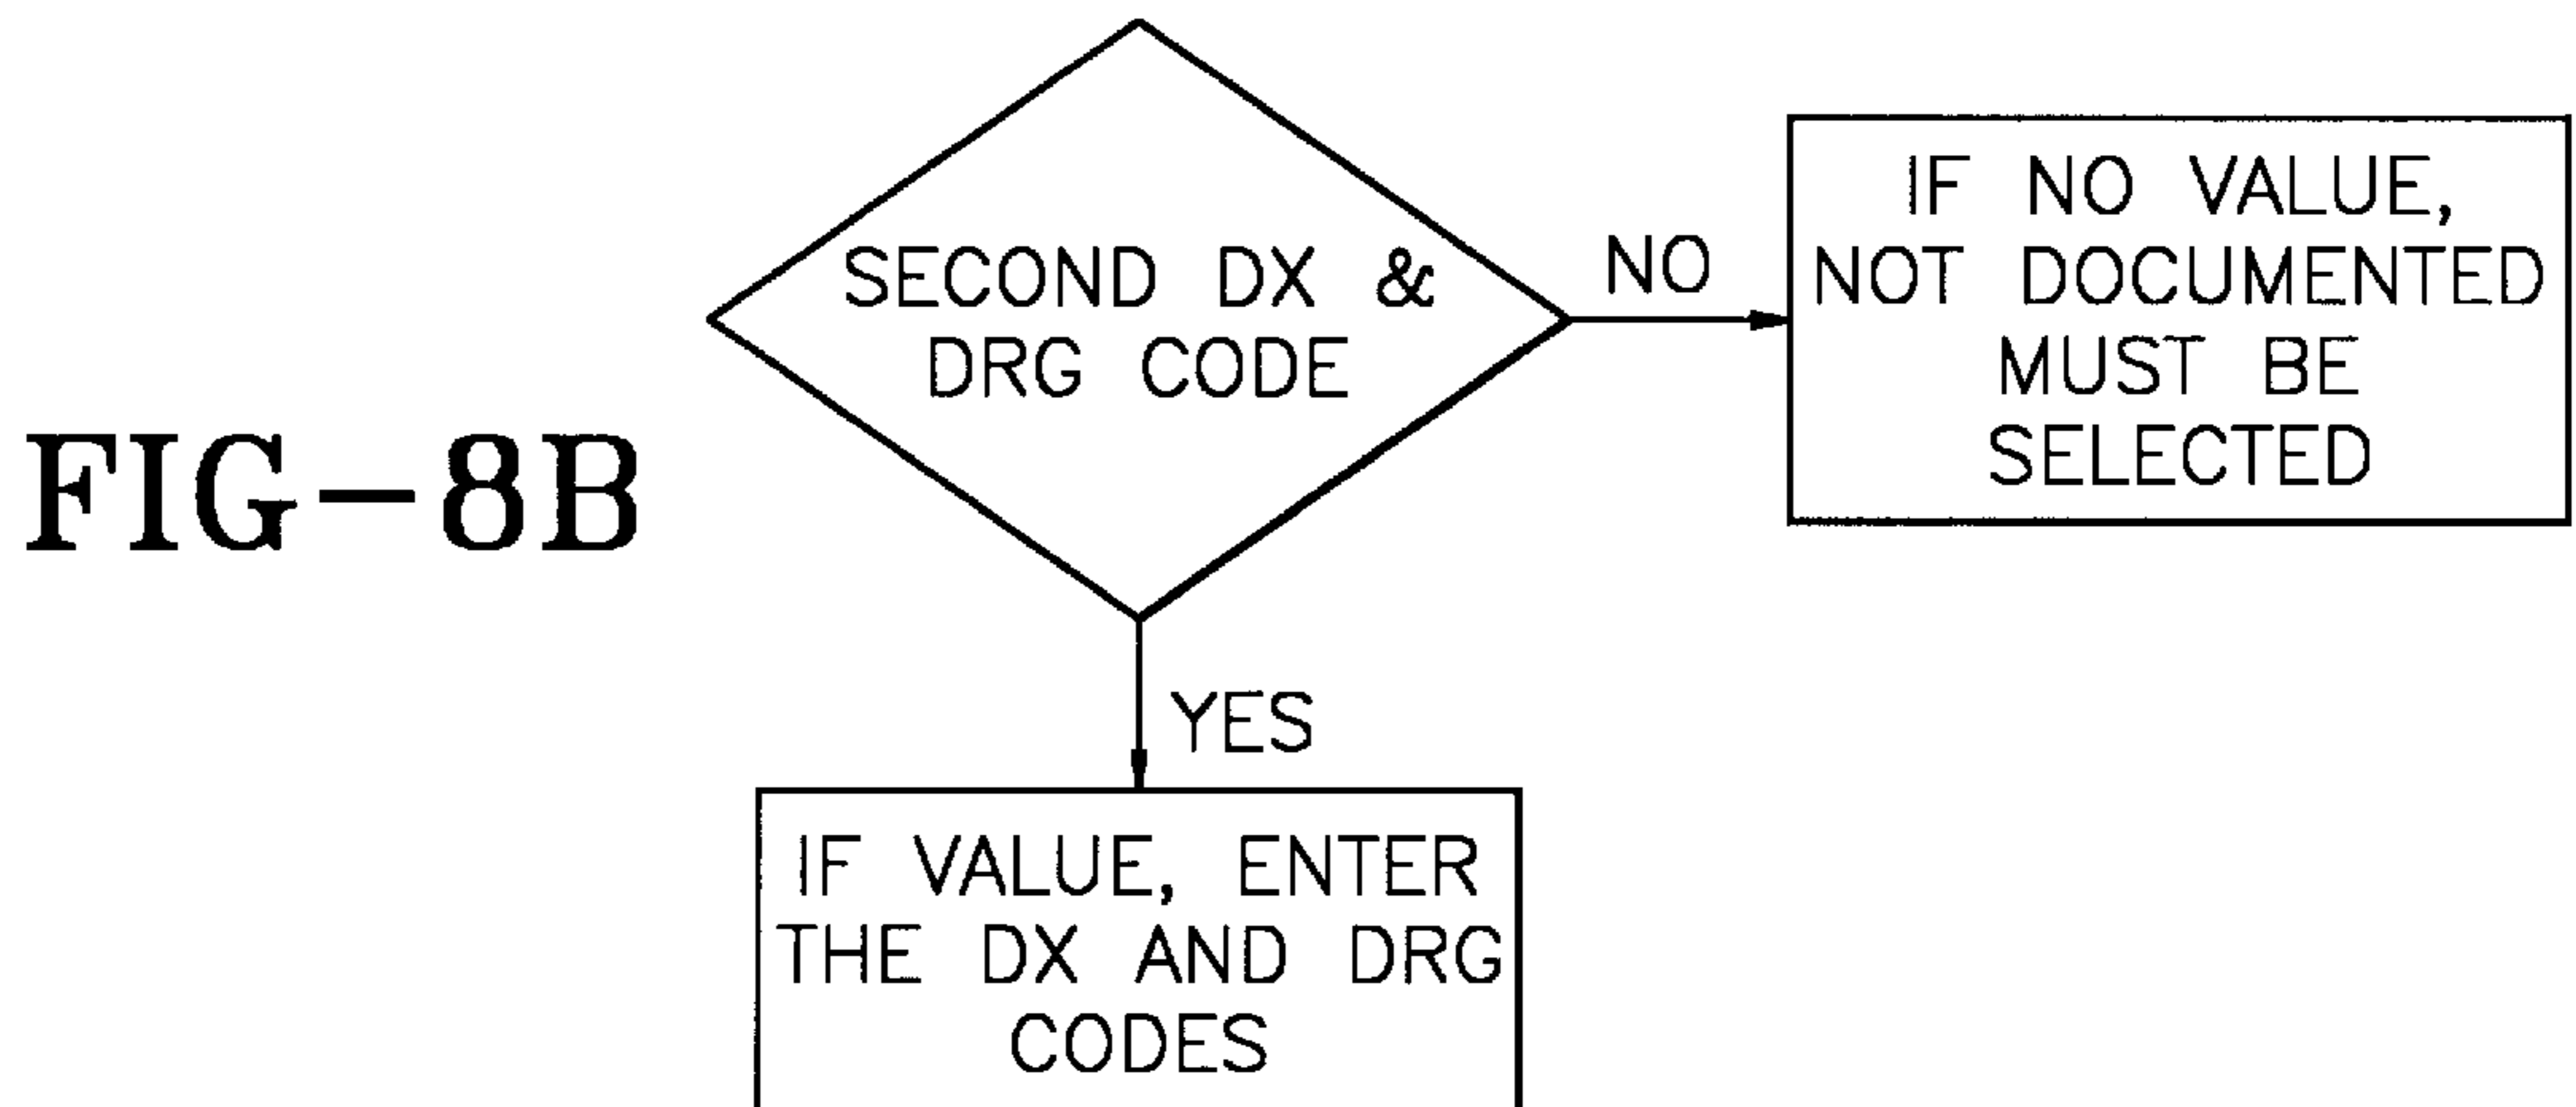 SECOND DX &
DRG CODE
NO
IF NO VALUE,
NOT DOCUMENTED
MUST BE
SELECTED
FIG-8B
YES
IF VALUE, ENTER
THE DX AND DRG
CODES